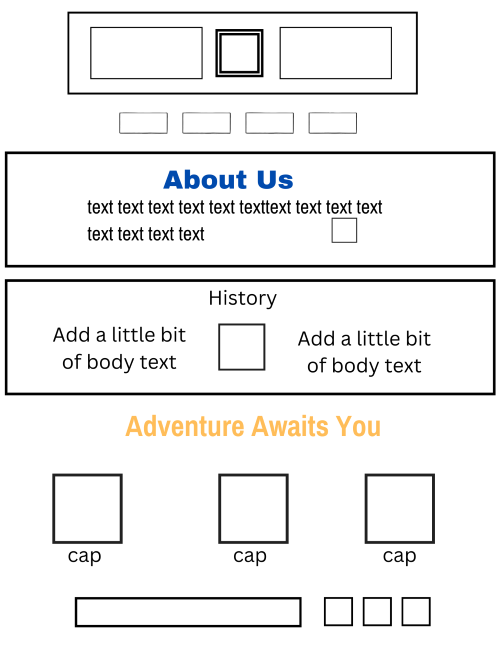 About Us
text text text text text texttext text text text
text text text text
History
Add a little bit
of body text
Add a little bit
of body text
Adventure Awaits You
cap
cap
cap